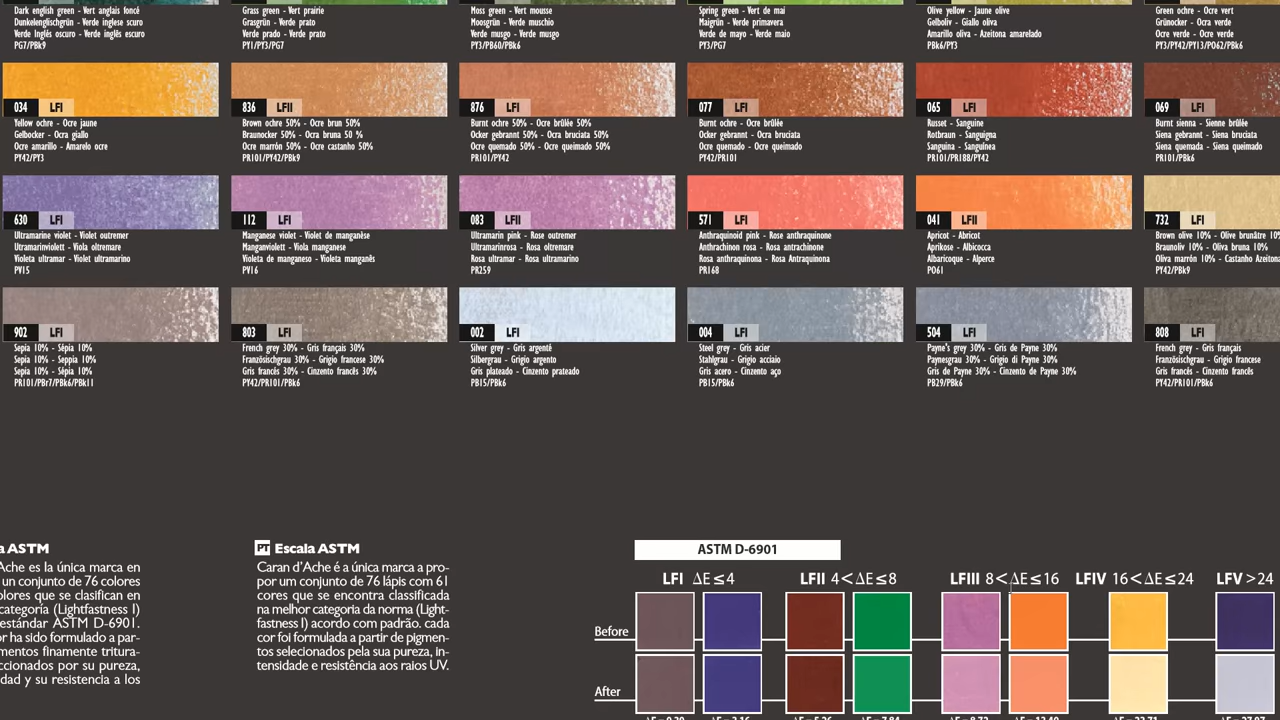 Dark english green - Vert anglais foncé
Dunkelenglischgrün - Verde inglese scuro
Verde Inglés oscuro - Verde inglês escuro
PG7/PBk9
Grass green - Vert prairie
Grasgrün - Verde prato
Verde prado - Verde prato
PY1/PY3/PG7
Moss green - Vert mousse
Moosgrün - Verde muschio
Verde musgo - Verde musgo
PY3/PB60/PBk6
Spring green - Vert de mai
Maigrün - Verde primavera
Verde de mayo - Verde maio
PY3/PG7
Olive yellow - Jaune olive
Gelboliv - Giallo oliva
Amarillo oliva - Azeitona amarelado
PBk6/PY3
Green ochre - Ocre vert
Grünocker - Ocra verde
Ocre verde - Ocre verde
PY3/PY42/PY13/PO62/PBk6
034 LFI
Yellow ochre - Ocre jaune
Gelbocker - Ocra giallo
Ocre amarillo - Amarelo ocre
PY42/PY3
836 LFII
Brown ochre 50% - Ocre brun 50%
Braunocker 50% - Ocra bruna 50 %
Ocre marrón 50% - Ocre castanho 50%
PR101/PY42/PBk9
876 LFI
Burnt ochre 50% - Ocre brûlée 50%
Ocker gebrannt 50% - Ocra bruciata 50%
Ocre quemado 50% - Ocre queimado 50%
PR101/PY42
077 LFI
Burnt ochre - Ocre brûlée
Ocker gebrannt - Ocra bruciata
Ocre quemado - Ocre queimado
PY42/PR101
065 LFI
Russet - Sanguine
Rotbraun - Sanguigna
Sanguina - Sanguínea
PR101/PR188/PY42
069 LFI
Burnt sienna - Sienne brûlée
Siena gebrannt - Siena bruciata
Siena quemada - Siena queimado
PR101/PBk6
630 LFI
Ultramarine violet - Violet outremer
Ultramarinviolett - Viola oltremare
Violeta ultramar - Violet ultramarino
PV15
112 LFI
Manganese violet - Violet de manganèse
Manganviolett - Viola manganese
Violeta de manganeso - Violeta manganês
PV16
083 LFII
Ultramarin pink - Rose outremer
Ultramarinrosa - Rosa oltremare
Rosa ultramar - Rosa ultramarino
PR259
571 LFI
Anthraquinoid pink - Rose anthraquinone
Anthrachinon rosa - Rosa antrachinone
Rosa anthraquinona - Rosa Antraquinona
PR168
041 LFII
Apricot - Abricot
Aprikose - Albicocca
Albaricoque - Alperce
PO61
732 LFI
Brown olive 10% - Olive brunâtre 10%
Braunoliv 10% - Oliva bruna 10%
Oliva marrón 10% - Castanho Azeitona
PY42/PBk9
902 LFI
Sepia 10% - Sépia 10%
Sepia 10% - Seppia 10%
Sepia 10% - Sépia 10%
PR101/PBr7/PBk6/PBk11
803 LFI
French grey 30% - Gris français 30%
Französischgrau - Grigio francese 30%
Gris francés 30% - Cinzento francês 30%
PY42/PR101/PBk6
002 LFI
Silver grey - Gris argenté
Silbergrau - Grigio argento
Gris plateado - Cinzento prateado
PB15/PBk6
004 LFI
Steel grey - Gris acier
Stahlgrau - Grigio acciaio
Gris acero - Cinzento aço
PB15/PBk6
504 LFI
Payne's grey 30% - Gris de Payne 30%
Paynesgrau 30% - Grigio di Payne 30%
Gris de Payne 30% - Cinzento de Payne 30%
PB29/PBk6
808 LFI
French grey - Gris français
Französischgrau - Grigio francese
Gris francés - Cinzento francês
PY42/PR101/PBk6
a ASTM
Ache es la única marca en
un conjunto de 76 colores
olores que se clasifican en
categoría (Lightfastness I)
estándar ASTM D-6901.
or ha sido formulado a par-
mentos finamente tritura-
ccionados por su pureza,
dad y su resistencia a los
PT Escala ASTM
Caran d'Ache é a única marca a pro-
por um conjunto de 76 lápis com 61
cores que se encontra classificada
na melhor categoria da norma (Light-
fastness I) acordo com padrão. cada
cor foi formulada a partir de pigmen-
tos selecionados pela sua pureza, in-
tensidade e resistência aos raios UV.
ASTM D-6901
LFI ΔE≤4 LFII 4<ΔE≤8 LFIII 8<ΔE≤16 LFIV 16<ΔE≤24 LFV >24
Before
After